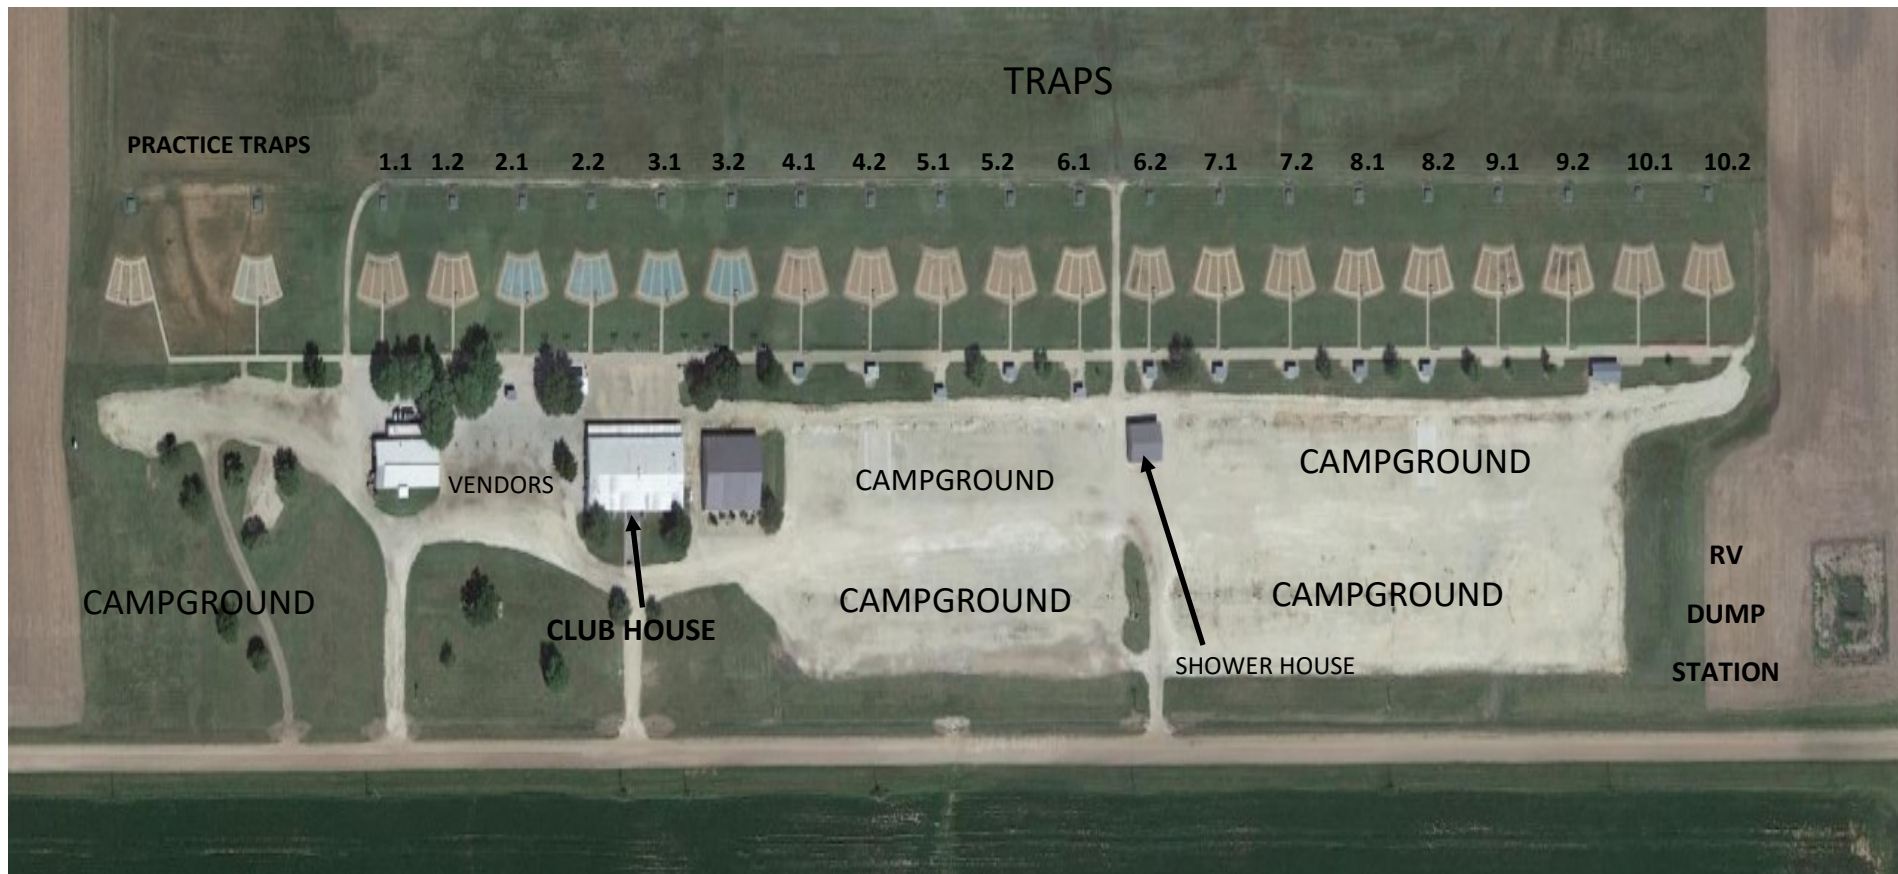 TRAPS
PRACTICE TRAPS
1.1 1.2 2.1 2.2 3.1 3.2 4.1 4.2 5.1 5.2 6.1 6.2 7.1 7.2 8.1 8.2 9.1 9.2 10.1 10.2
VENDORS
CAMPGROUND
CAMPGROUND
CAMPGROUND
CLUB HOUSE
CAMPGROUND
CAMPGROUND
SHOWER HOUSE
RV
DUMP
STATION